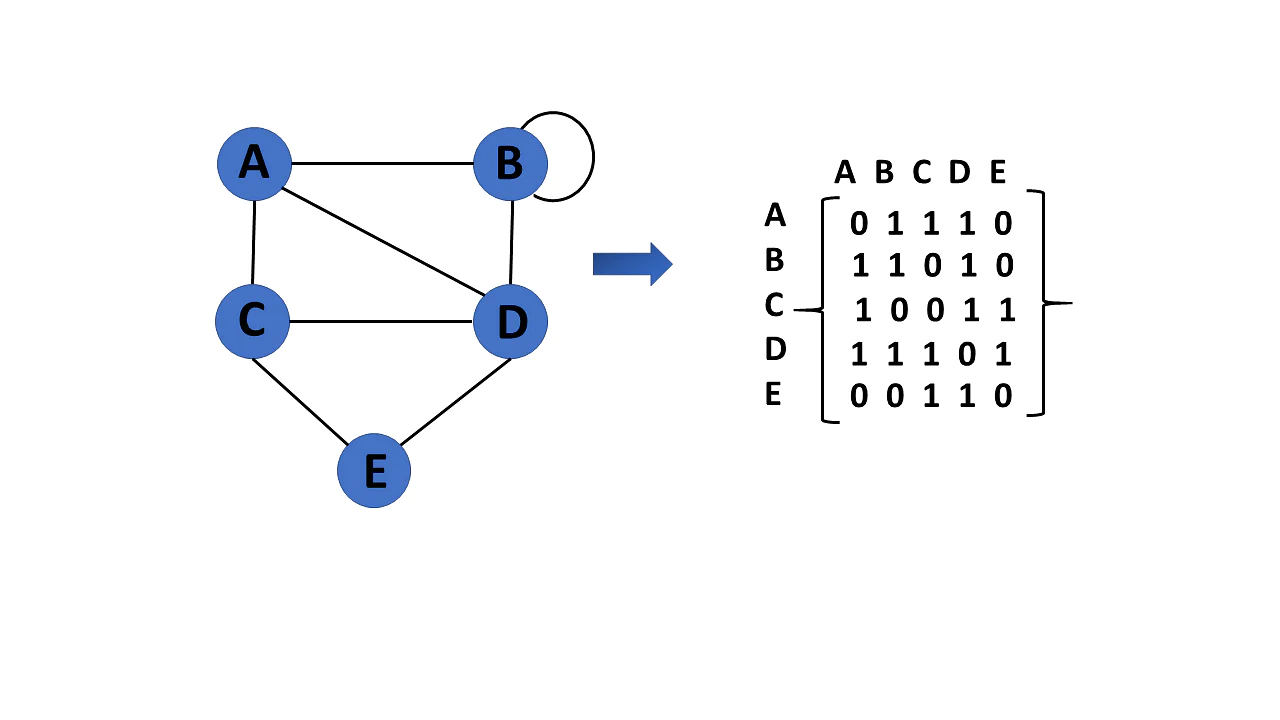 A B
C D
E
A B C D E
A 0 1 1 1 0
B 1 1 0 1 0
C 1 0 0 1 1
D 1 1 1 0 1
E 0 0 1 1 0